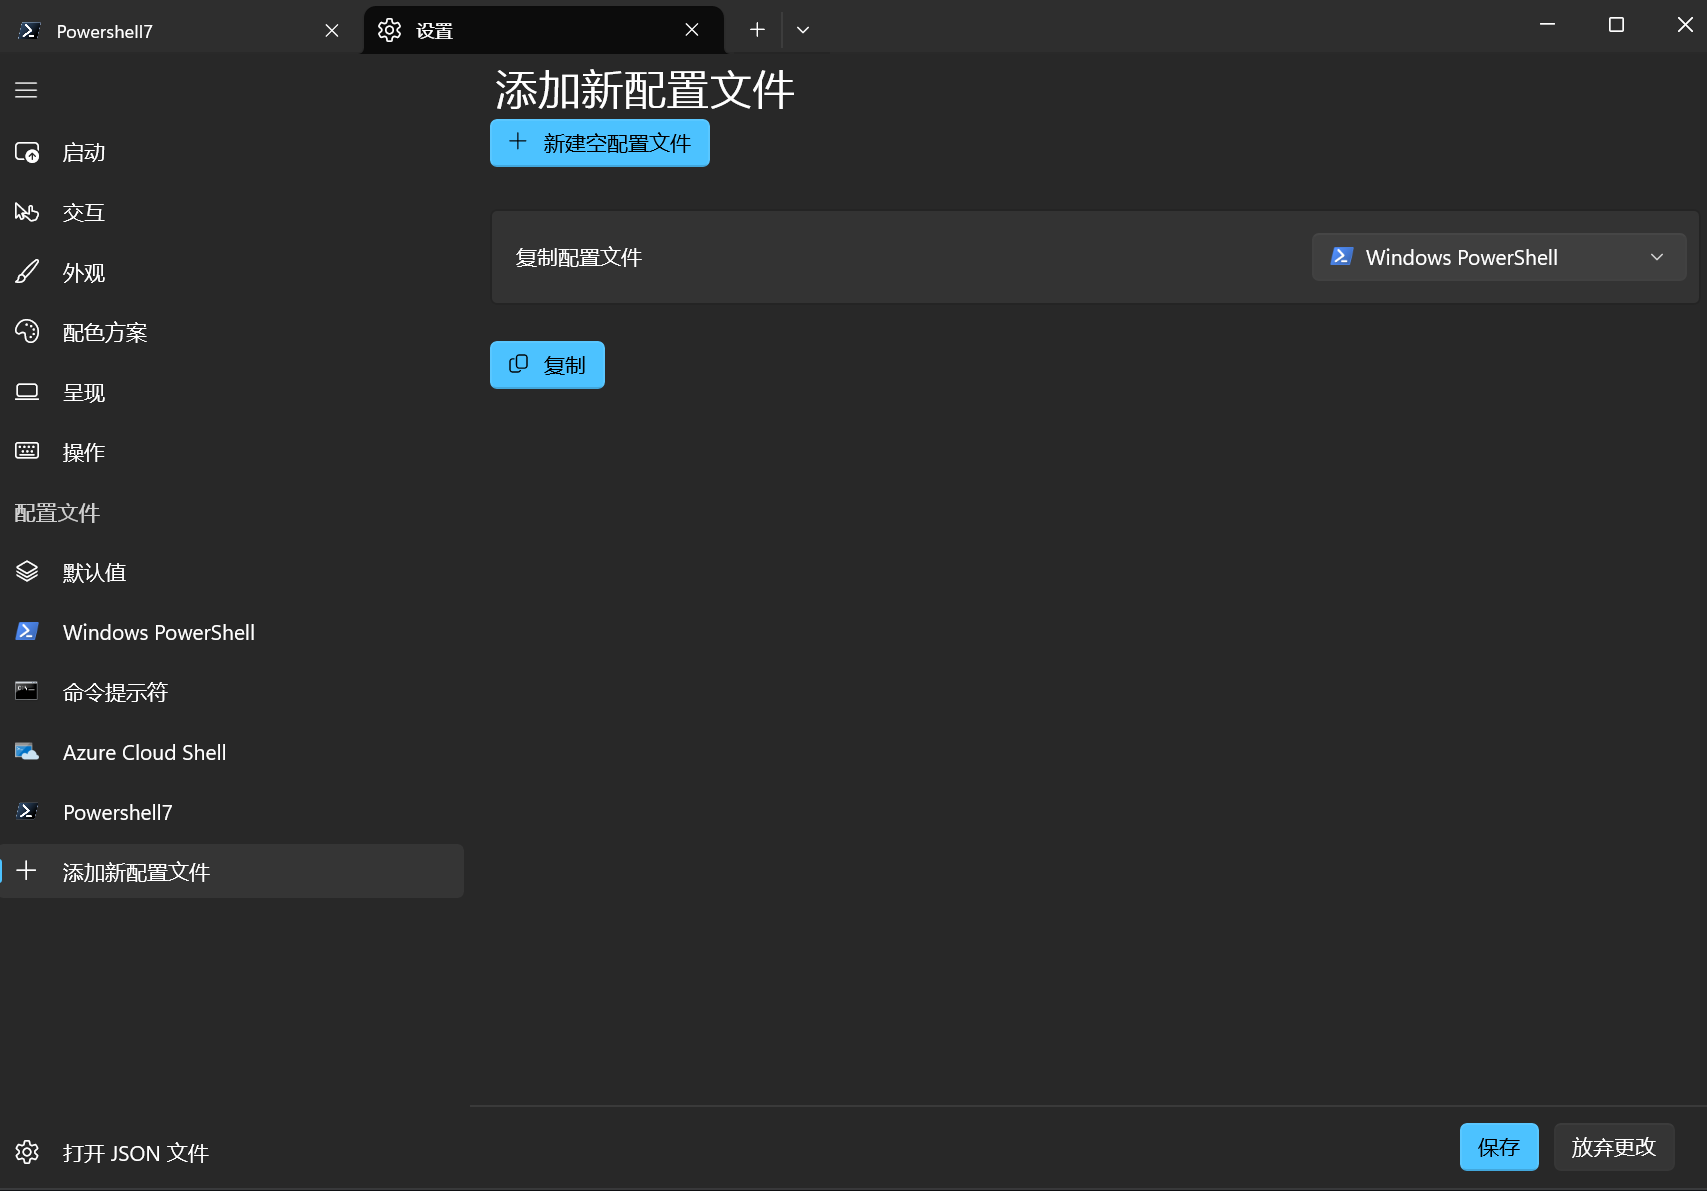 Powershell7
设置
添加新配置文件
新建空配置文件
启动
交互
外观
配色方案
呈现
操作
配置文件
默认值
Windows PowerShell
命令提示符
Azure Cloud Shell
Powershell7
添加新配置文件
复制配置文件
Windows PowerShell
复制
打开 JSON 文件
保存
放弃更改